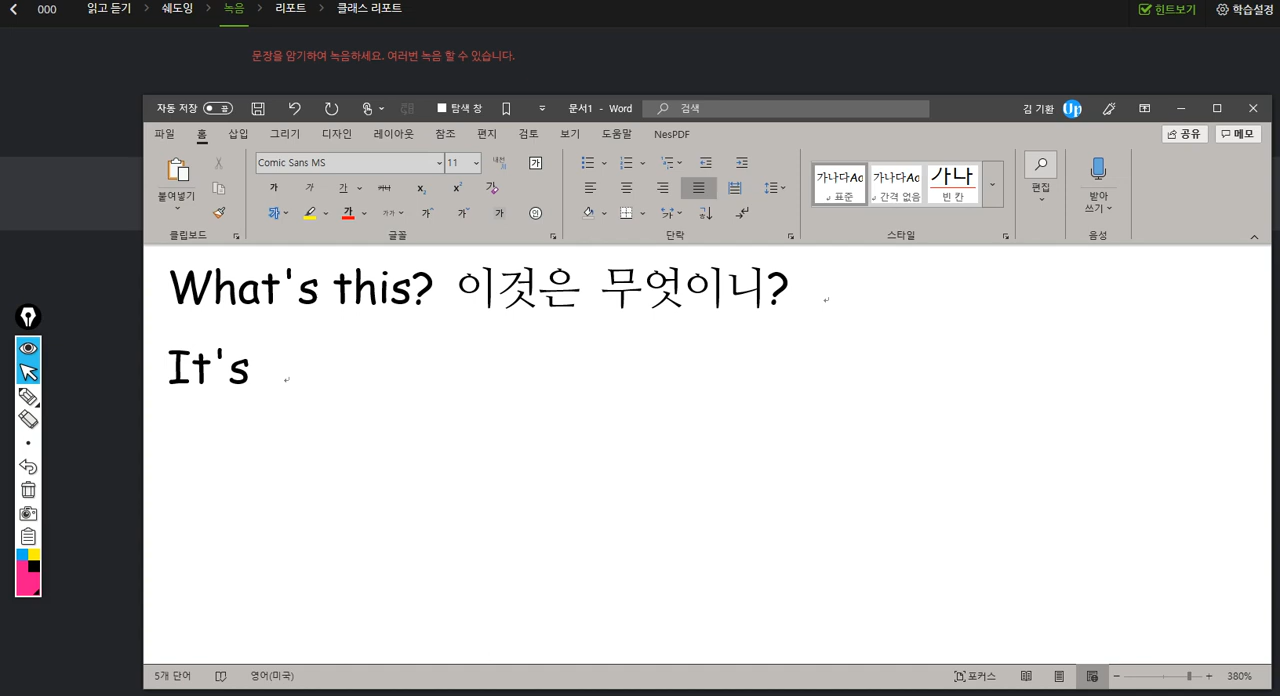 000 읽고 듣기 > 쉐도잉 > 녹음 > 리포트 > 클래스 리포트 힌트보기 학습설정
문장을 암기하여 녹음하세요. 여러번 녹음 할 수 있습니다.
자동 저장 끔 탐색 창 문서1 - Word 검색 김 기환
파일 홈 삽입 그리기 디자인 레이아웃 참조 편지 검토 보기 도움말 NesPDF 공유 메모
Comic Sans MS 11
붙여넣기 가나다Aa 표준 가나다Aa 간격 없음 가나 빈 칸 편집 받아 쓰기
클립보드 글꼴 단락 스타일 음성
What's this? 이것은 무엇이니?
It's
5개 단어 영어(미국) 포커스 380%